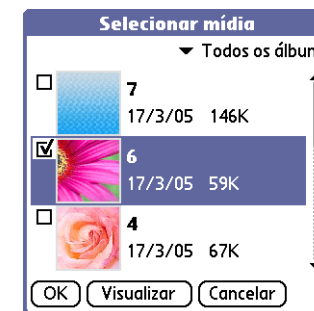 Selecionar mídia
Todos os álbun
7
17/3/05 146K
6
17/3/05 59K
4
17/3/05 67K
OK Visualizar Cancelar